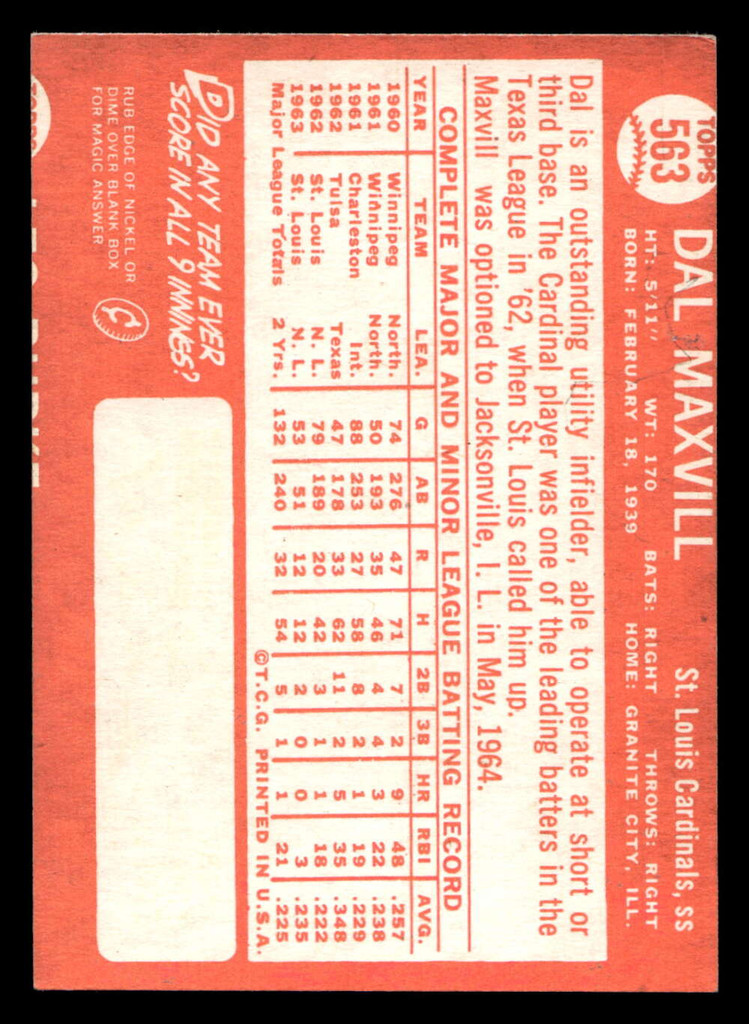 TOPPS
563
DAL MAXVILL
St. Louis Cardinals, SS
HT: 5/11" WT: 170 BATS: RIGHT THROWS: RIGHT
BORN: FEBRUARY 18, 1939 HOME: GRANITE CITY, ILL.
Dal is an outstanding utility infielder, able to operate at short or
third base. The Cardinal player was one of the leading batters in the
Texas League in '62, when St. Louis called him up.
Maxvill was optioned to Jacksonville, I. L. in May, 1964.
COMPLETE MAJOR AND MINOR LEAGUE BATTING RECORD
YEAR TEAM LEA. G AB R H 2B 3B HR RBI AVG.
1960 Winnipeg North. 74 276 47 71 7 2 9 48 .257
1961 Winnipeg North. 50 193 35 46 4 4 3 22 .238
1961 Charleston Int. 88 253 27 58 8 2 1 19 .229
1962 Tulsa Texas 47 178 33 62 11 2 5 35 .348
1962 St. Louis N. L. 79 189 20 42 3 1 1 18 .222
1963 St. Louis N. L. 53 51 12 12 2 0 0 3 .235
Major League Totals 2 Yrs. 132 240 32 54 5 1 1 21 .225
©T.C.G. PRINTED IN U.S.A.
DID ANY TEAM EVER
SCORE IN ALL 9 INNINGS?
RUB EDGE OF NICKEL OR
DIME OVER BLANK BOX
FOR MAGIC ANSWER
TOPPS